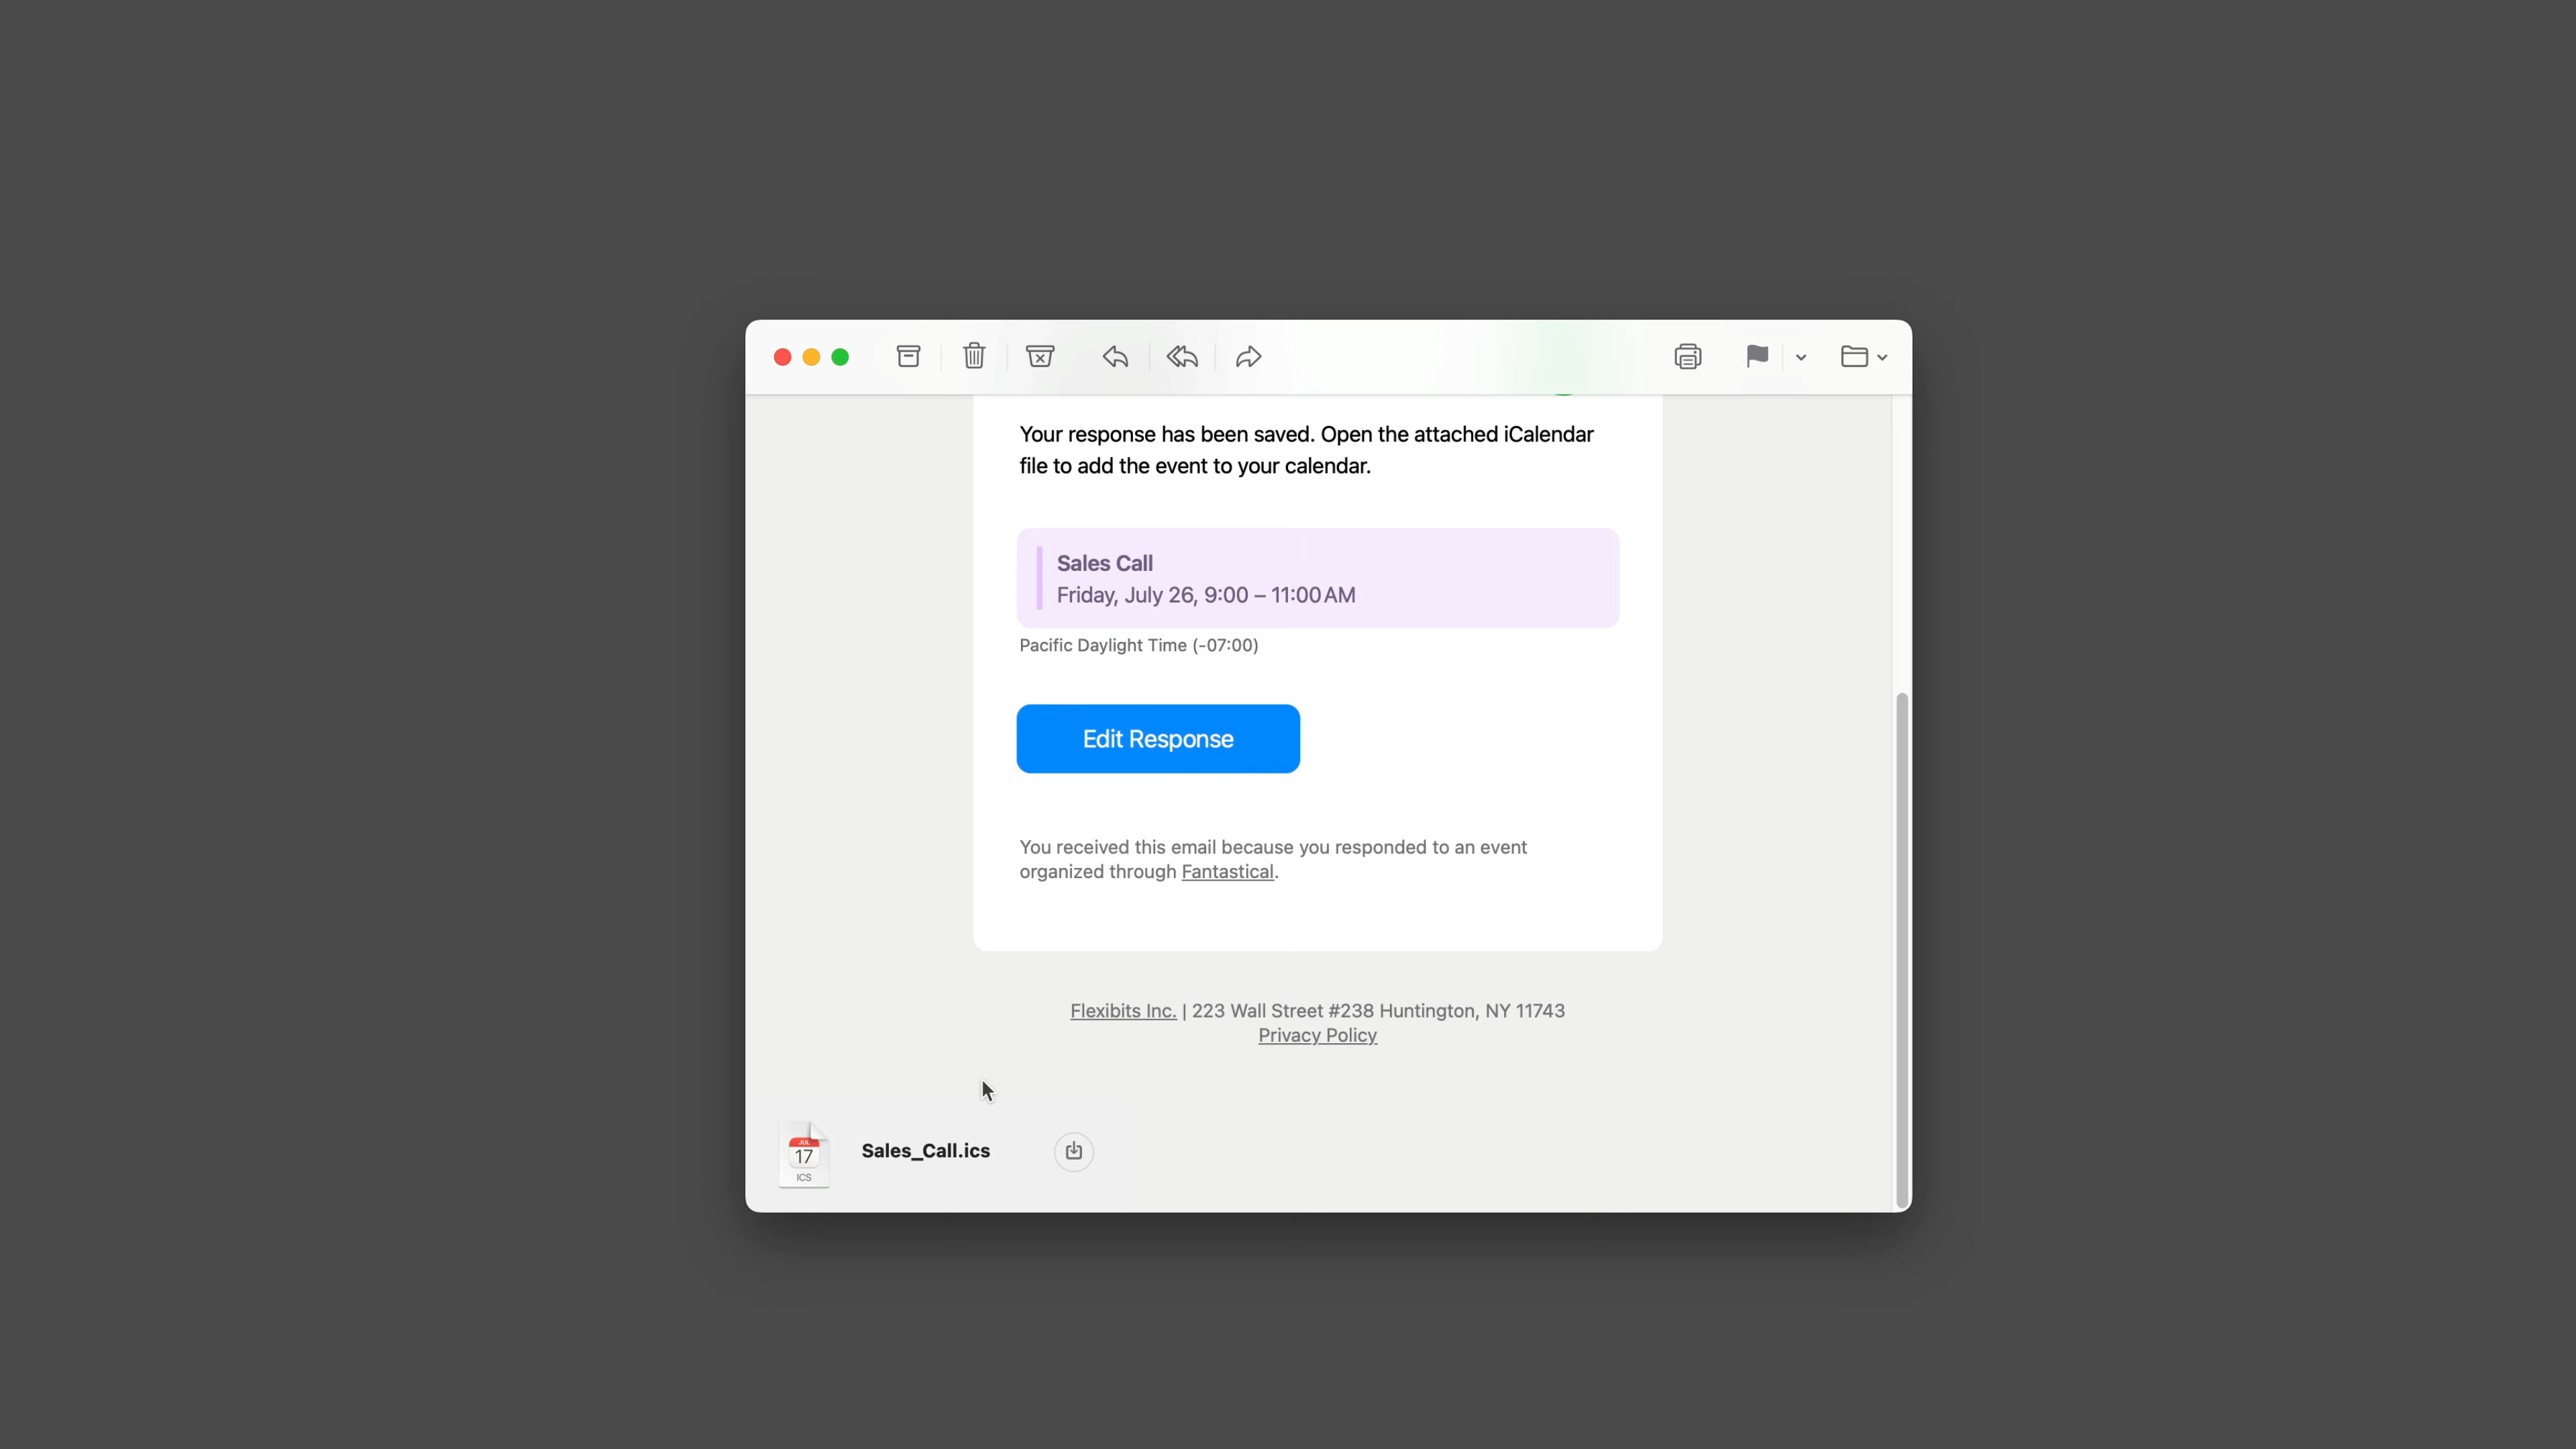 Your response has been saved. Open the attached iCalendar
file to add the event to your calendar.
Sales Call
Friday, July 26, 9:00 – 11:00 AM
Pacific Daylight Time (-07:00)
Edit Response
You received this email because you responded to an event
organized through Fantastical.
Flexibits Inc. | 223 Wall Street #238 Huntington, NY 11743
Privacy Policy
JUL
17
ICS
Sales_Call.ics